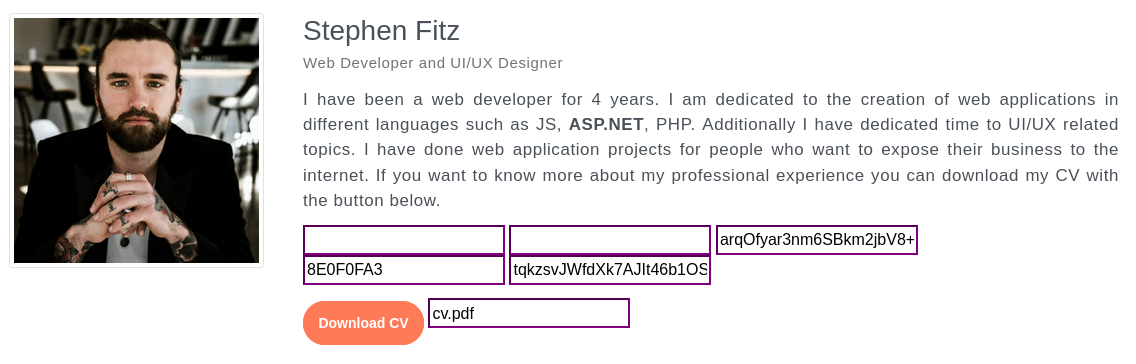 Stephen Fitz
Web Developer and UI/UX Designer
I have been a web developer for 4 years. I am dedicated to the creation of web applications in
different languages such as JS, ASP.NET, PHP. Additionally I have dedicated time to UI/UX related
topics. I have done web application projects for people who want to expose their business to the
internet. If you want to know more about my professional experience you can download my CV with
the button below.
arqOfyar3nm6SBkm2jbV8+
8E0F0FA3 tqkzsvJWfdXk7AJIt46b1OS
Download CV cv.pdf